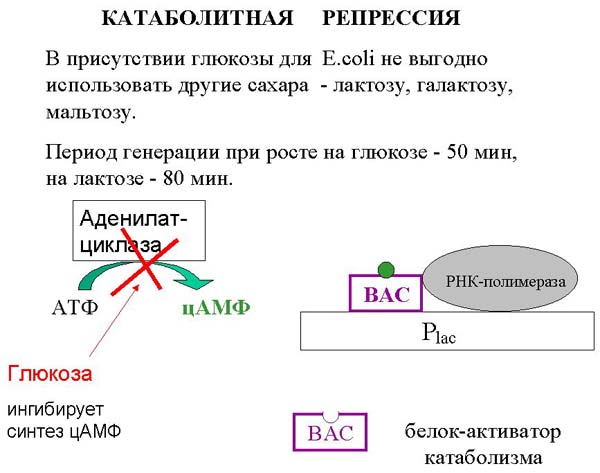 КАТАБОЛИТНАЯ РЕПРЕССИЯ
В присутствии глюкозы для E.coli не выгодно
использовать другие сахара - лактозу, галактозу,
мальтозу.
Период генерации при росте на глюкозе - 50 мин,
на лактозе - 80 мин.
Аденилат-
циклаза
АТФ
цАМФ
Глюкоза
ингибирует
синтез цАМФ
ВАС
РНК-полимераза
Plac
ВАС
белок-активатор
катаболизма